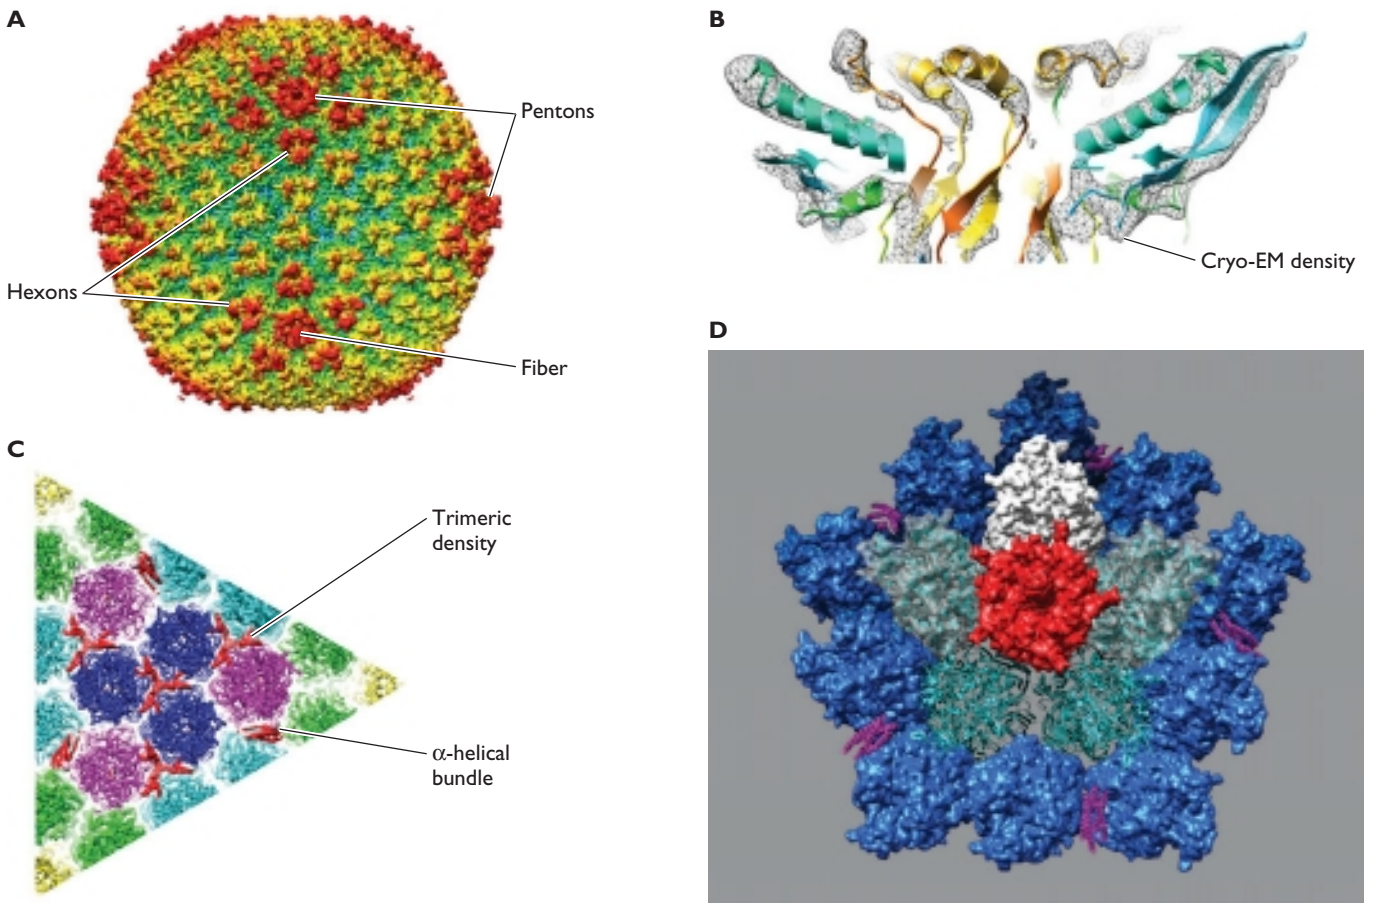 A
Pentons
Hexons
Fiber
B
Cryo-EM density
C
Trimeric
density
α-helical
bundle
D